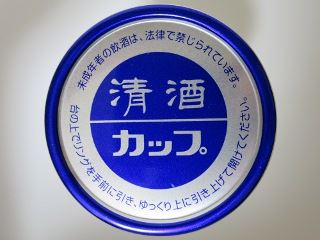 未成年者の飲酒は、法律で禁じられています。
清酒
カップ
台の上でリングを手前に引き、ゆっくり上に引き上げて開けてください。